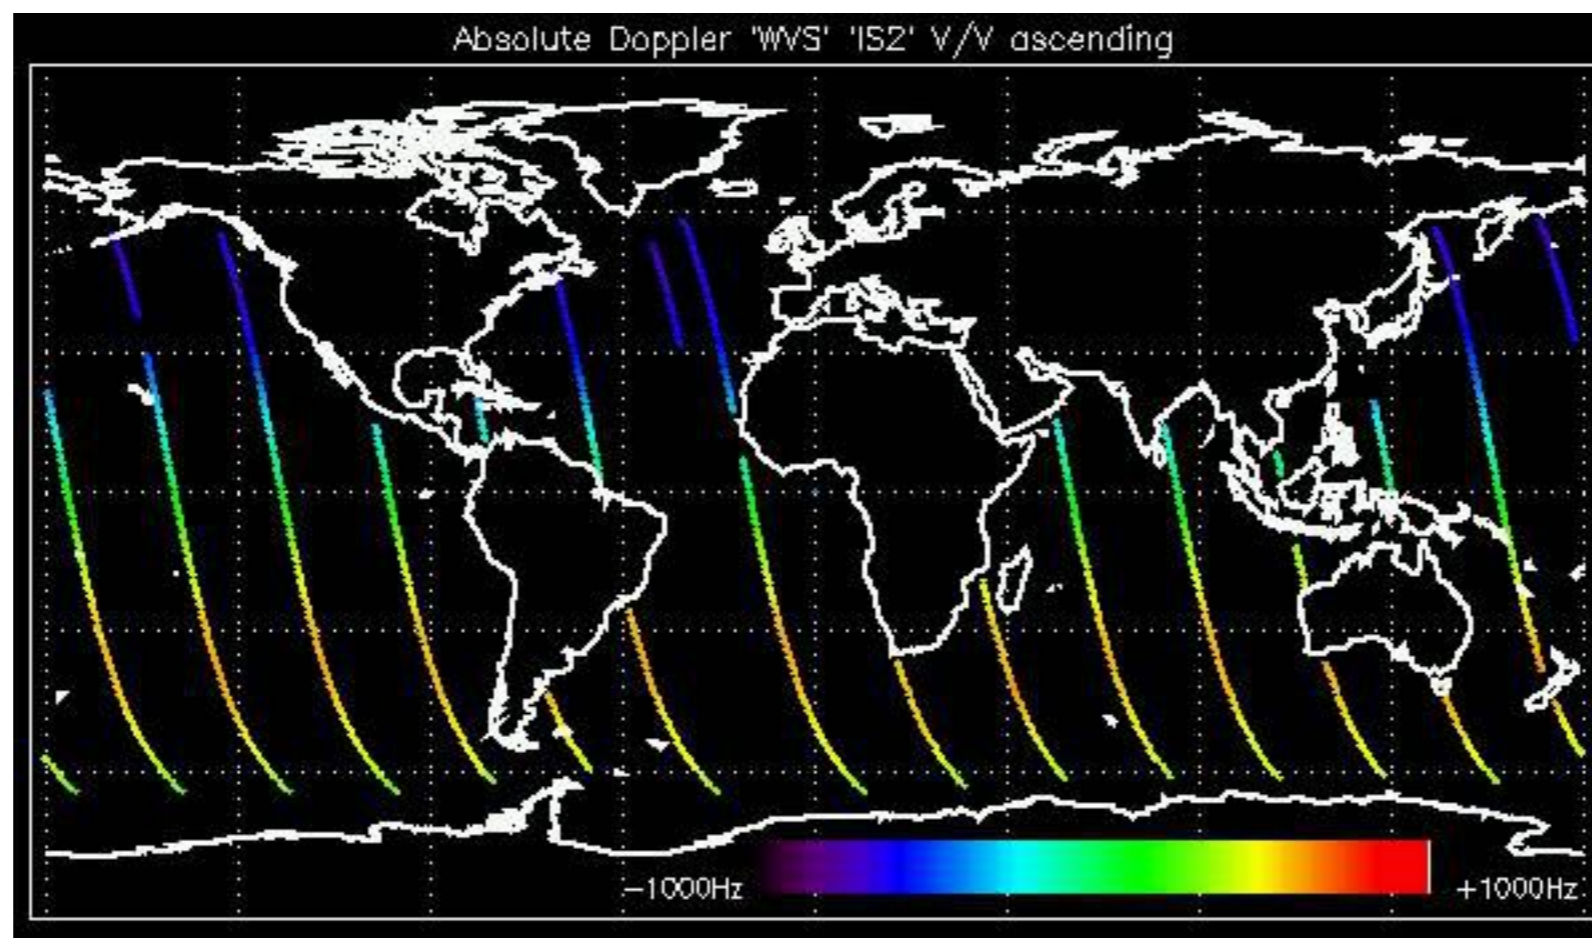 Absolute Doppler 'WVS' 'IS2' V/V ascending
-1000Hz +1000Hz